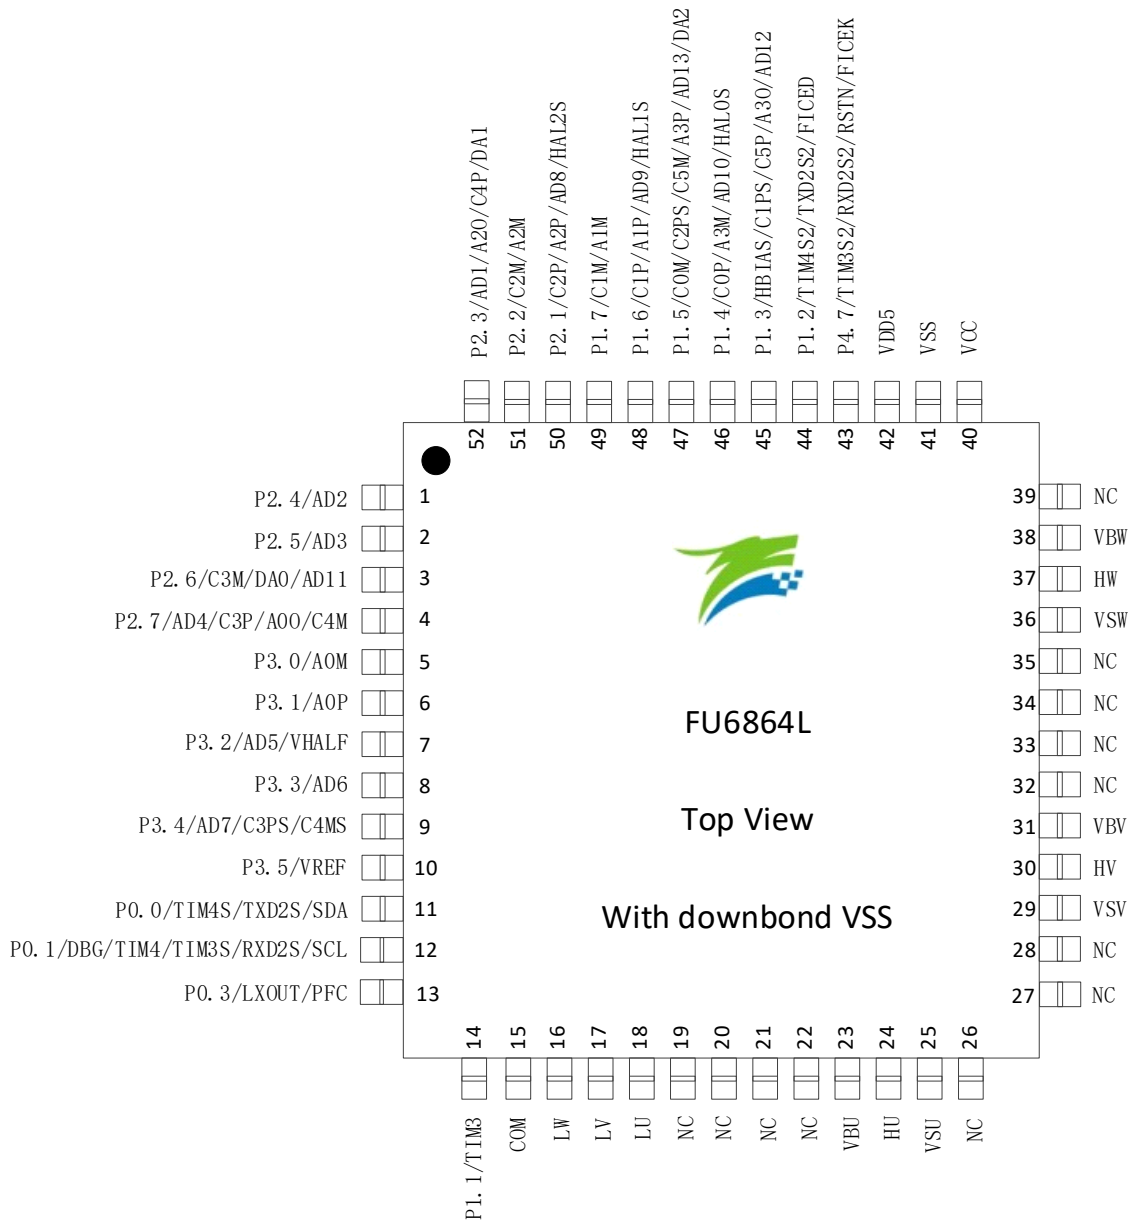 P2.3/AD1/A2O/C4P/DA1
P2.2/C2M/A2M
P2.1/C2P/A2P/AD8/HAL2S
P1.7/C1M/A1M
P1.6/C1P/A1P/AD9/HAL1S
P1.5/C0M/C2PS/C5M/A3P/AD13/DA2
P1.4/C0P/A3M/AD10/HAL0S
P1.3/HBIAS/C1PS/C5P/A3O/AD12
P1.2/TIM4S2/TXD2S2/FICED
P4.7/TIM3S2/RXD2S2/RSTN/FICEK
VDD5
VSS
VCC
52 51 50 49 48 47 46 45 44 43 42 41 40
P2.4/AD2 1
P2.5/AD3 2
P2.6/C3M/DA0/AD11 3
P2.7/AD4/C3P/A0O/C4M 4
P3.0/A0M 5
P3.1/A0P 6
P3.2/AD5/VHALF 7
P3.3/AD6 8
P3.4/AD7/C3PS/C4MS 9
P3.5/VREF 10
P0.0/TIM4S/TXD2S/SDA 11
P0.1/DBG/TIM4/TIM3S/RXD2S/SCL 12
P0.3/LXOUT/PFC 13
FU6864L
Top View
With downbond VSS
39 NC
38 VBW
37 HW
36 VSW
35 NC
34 NC
33 NC
32 NC
31 VBV
30 HV
29 VSV
28 NC
27 NC
14 15 16 17 18 19 20 21 22 23 24 25 26
P1.1/TIM3
COM
LW
LV
LU
NC
NC
NC
NC
VBU
HU
VSU
NC